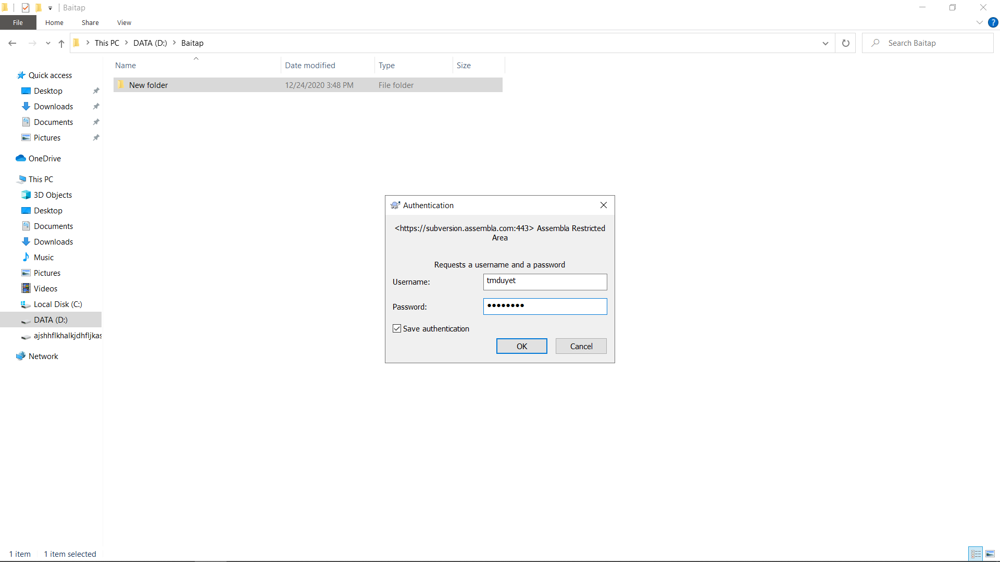 Baitap
File Home Share View
?
This PC DATA (D:) Baitap
Search Baitap
Name Date modified Type Size
New folder 12/24/2020 3:48 PM File folder
Quick access
Desktop
Downloads
Documents
Pictures
OneDrive
This PC
3D Objects
Desktop
Documents
Downloads
Music
Pictures
Videos
Local Disk (C:)
DATA (D:)
ajshhflkhalkjdhfljkas
Network
Authentication
<https://subversion.assembla.com:443> Assembla Restricted
Area
Requests a username and a password
Username: tmduyet
Password: ●●●●●●●●
Save authentication
OK Cancel
1 item 1 item selected